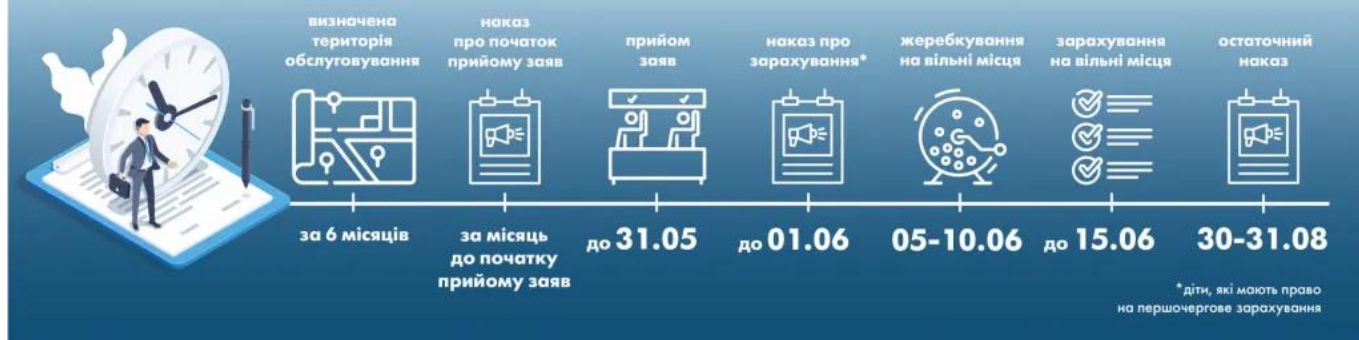 визначена
територія
обслуговування
за 6 місяців
наказ
про початок
прийому заяв
за місяць
до початку
прийому заяв
прийом
заяв
до 31.05
наказ про
зарахування*
до 01.06
жеребкування
на вільні місця
05-10.06
зарахування
на вільні місця
до 15.06
остаточний
наказ
30-31.08
*діти, які мають право
на першочергове зарахування